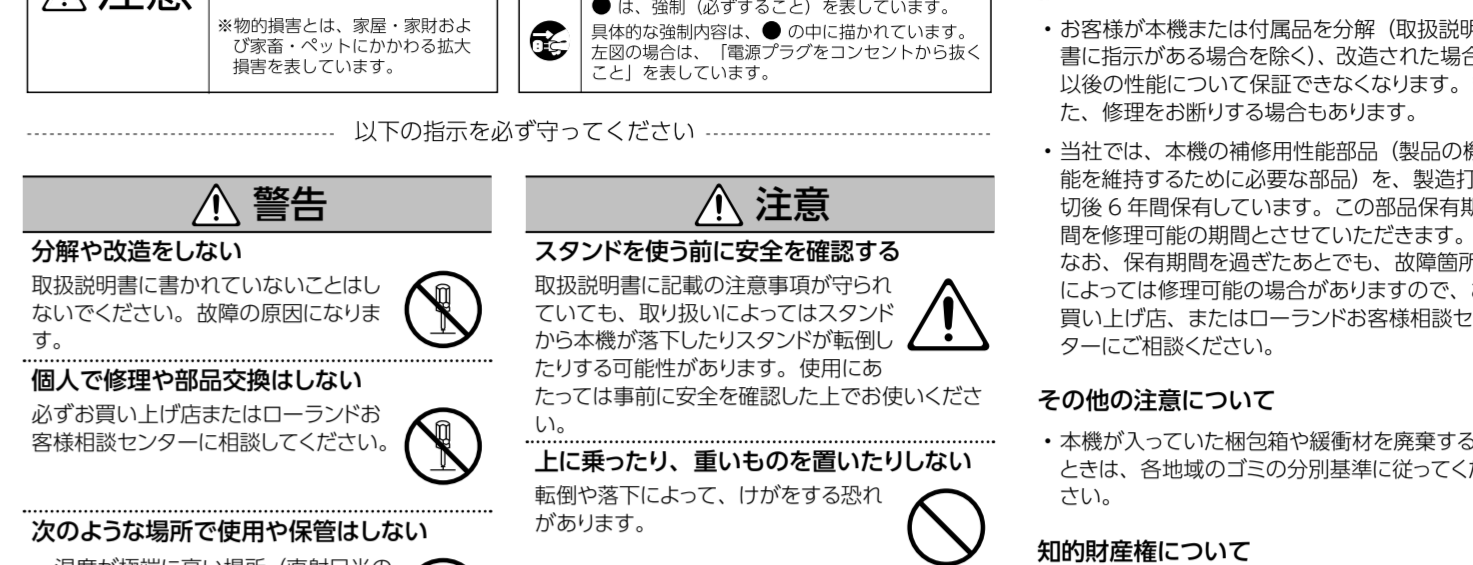 注意
※物的損害とは、家屋・家財およ
び家畜・ペットにかかわる拡大
損害を表しています。
● は、強制（必ずすること）を表しています。
具体的な強制内容は、● の中に描かれています。
左図の場合は、「電源プラグをコンセントから抜く
こと」を表しています。
以下の指示を必ず守ってください
警告
分解や改造をしない
取扱説明書に書かれていないことはし
ないでください。故障の原因になりま
す。
個人で修理や部品交換はしない
必ずお買い上げ店またはローランドお
客様相談センターに相談してください。
次のような場所で使用や保管はしない
温度が極端に高い場所（直射日光の
注意
スタンドを使う前に安全を確認する
取扱説明書に記載の注意事項が守られ
ていても、取り扱いによってはスタンド
から本機が落下したりスタンドが転倒し
たりする可能性があります。使用にあ
たっては事前に安全を確認した上でお使いくださ
い。
上に乗ったり、重いものを置いたりしない
転倒や落下によって、けがをする恐れ
があります。
・お客様が本機または付属品を分解（取扱説明
書に指示がある場合を除く）、改造された場合
以後の性能について保証できなくなります。
た、修理をお断りする場合もあります。
・当社では、本機の補修用性能部品（製品の機
能を維持するために必要な部品）を、製造打
切後 6 年間保有しています。この部品保有期
間を修理可能の期間とさせていただきます。
なお、保有期間を過ぎたあとでも、故障箇所
によっては修理可能の場合がありますので、
買い上げ店、またはローランドお客様相談セ
ターにご相談ください。
その他の注意について
・本機が入っていた梱包箱や緩衝材を廃棄する
ときは、各地域のゴミの分別基準に従ってく
さい。
知的財産権について